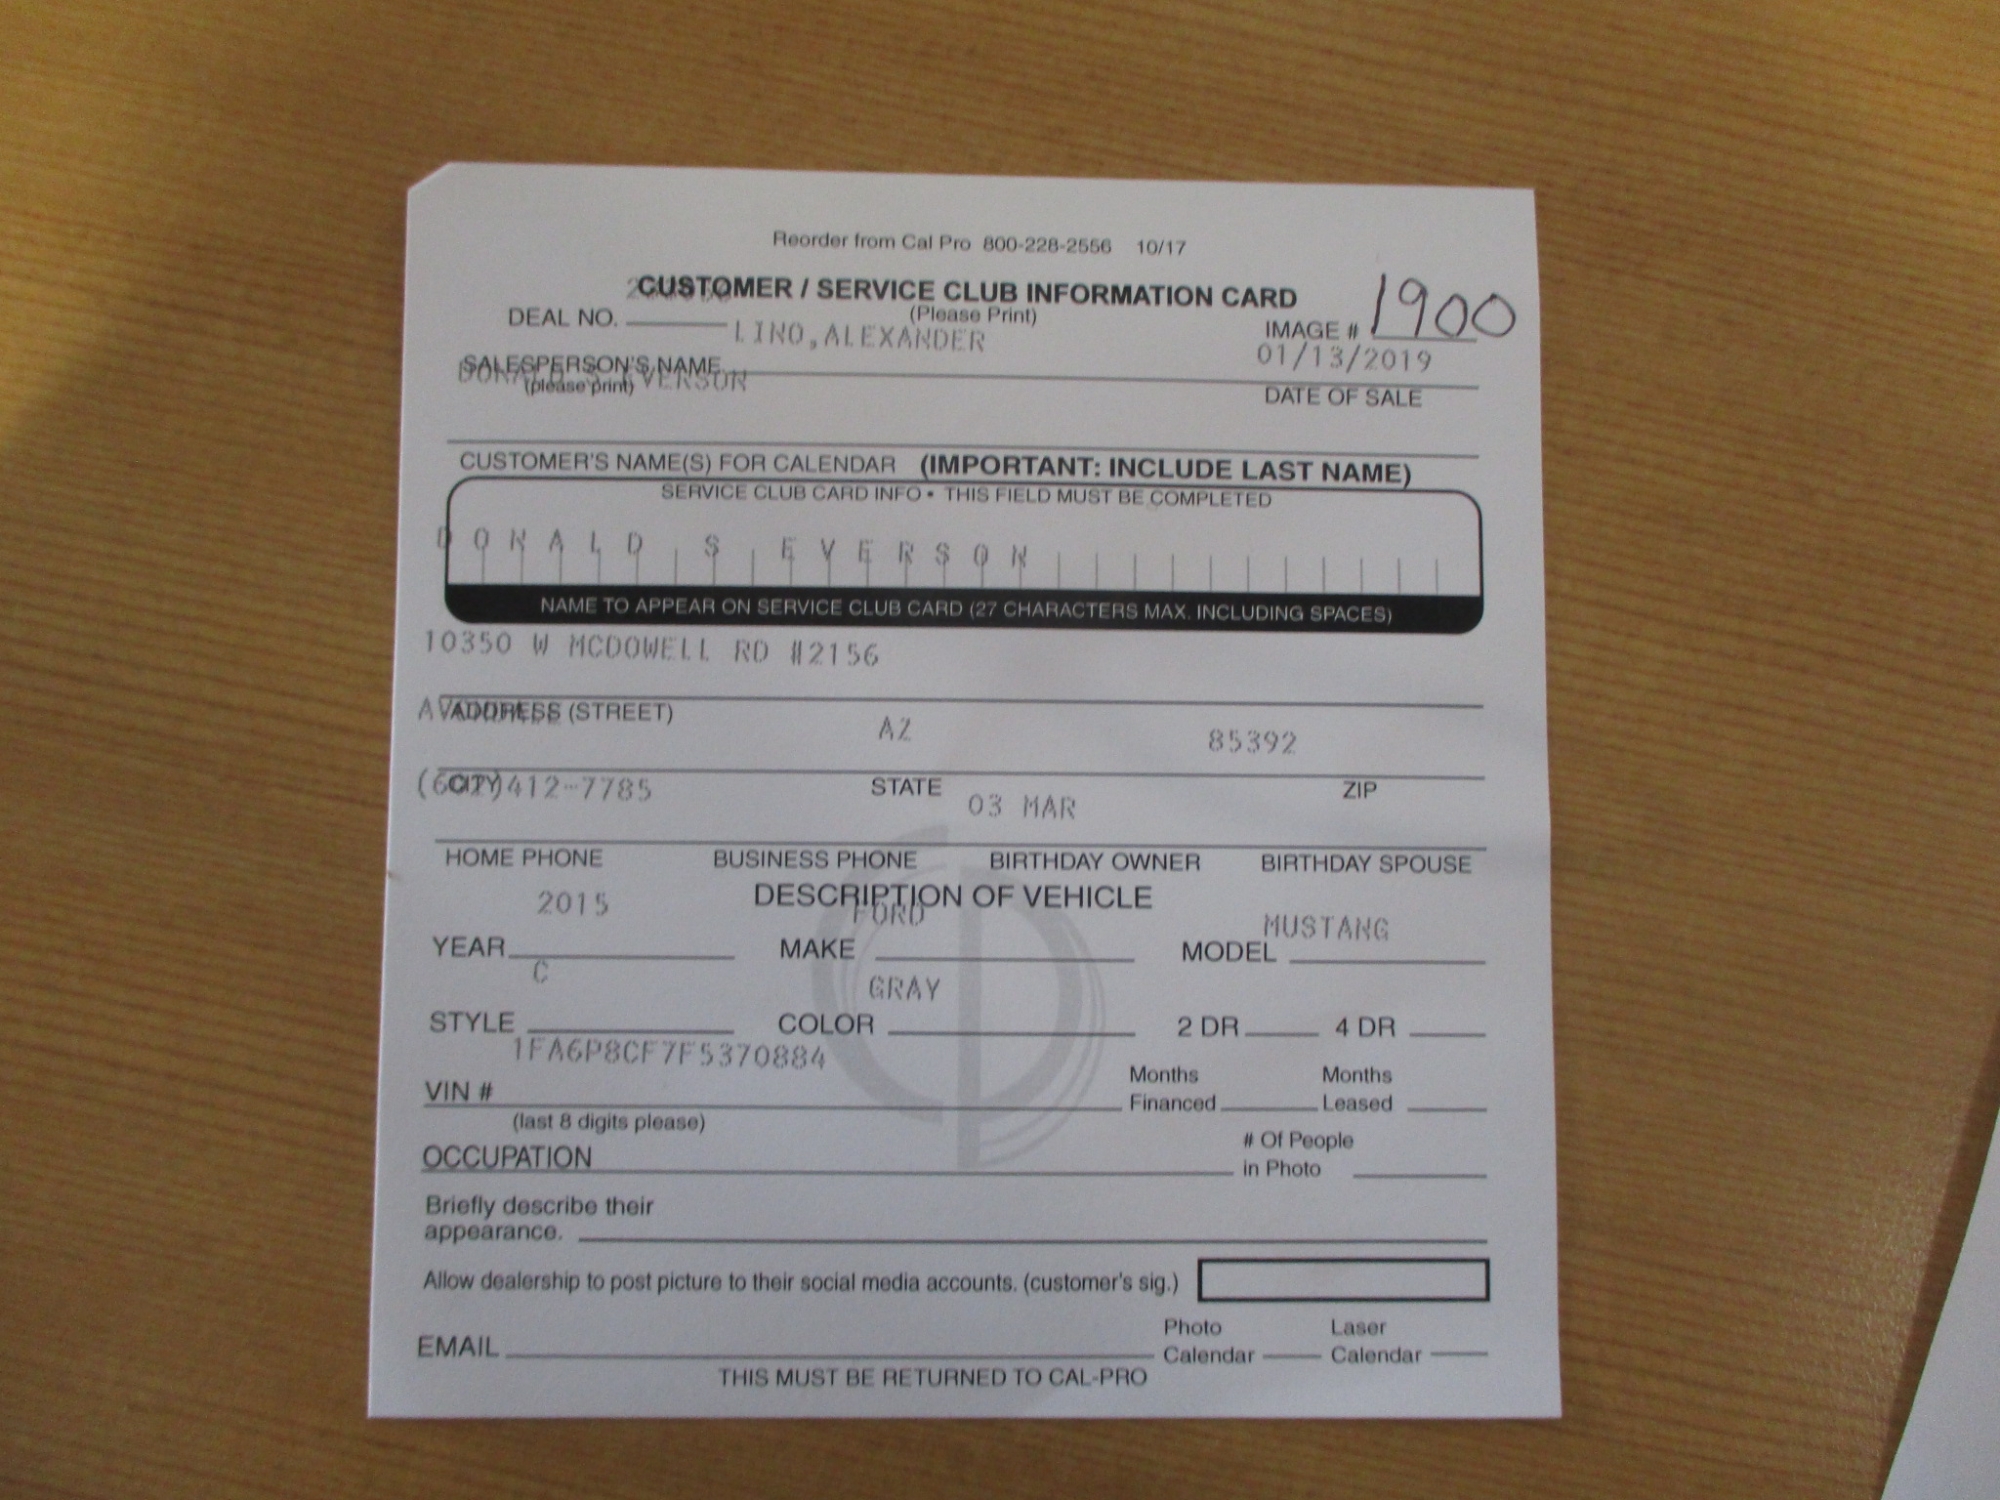 Reorder from Cal Pro 800-228-2556 10/17
CUSTOMER / SERVICE CLUB INFORMATION CARD
(Please Print)
DEAL NO.
IMAGE # 1900
LINO,ALEXANDER
01/13/2019
SALESPERSON'S NAME
(please print)
DONALD S EVERSON
DATE OF SALE
CUSTOMER'S NAME(S) FOR CALENDAR (IMPORTANT: INCLUDE LAST NAME)
SERVICE CLUB CARD INFO • THIS FIELD MUST BE COMPLETED
DONALD S EVERSON
NAME TO APPEAR ON SERVICE CLUB CARD (27 CHARACTERS MAX. INCLUDING SPACES)
10350 W MCDOWELL RD #2156
ADDRESS (STREET)
AZ 85392
CITY STATE ZIP
412-7785 03 MAR
HOME PHONE BUSINESS PHONE BIRTHDAY OWNER BIRTHDAY SPOUSE
DESCRIPTION OF VEHICLE
2015 FORD MUSTANG
YEAR MAKE MODEL
C GRAY
STYLE COLOR 2 DR 4 DR
1FA6P8CF7F5370884
VIN # Months Financed Months Leased
(last 8 digits please)
OCCUPATION # Of People in Photo
Briefly describe their
appearance.
Allow dealership to post picture to their social media accounts. (customer's sig.)
EMAIL Photo Calendar Laser Calendar
THIS MUST BE RETURNED TO CAL-PRO